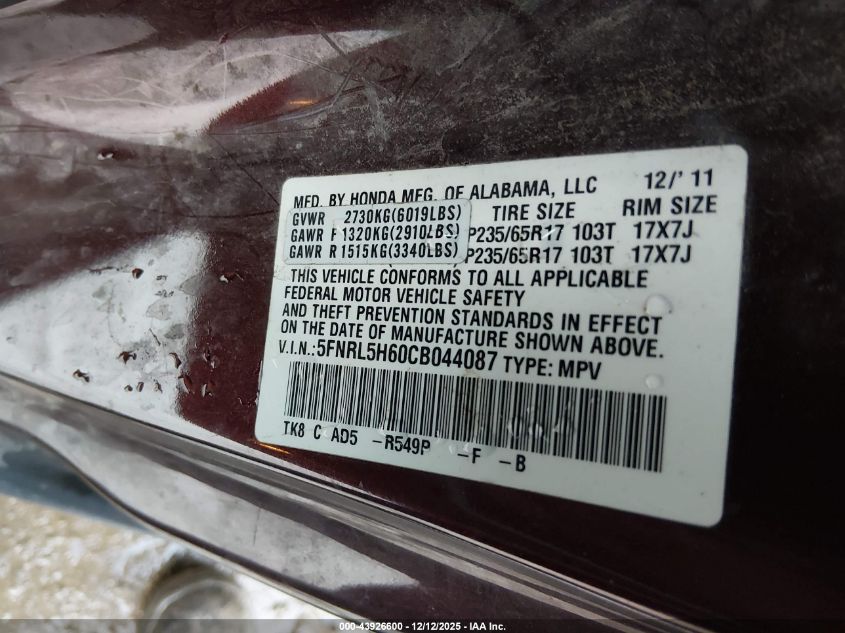 MFD. BY HONDA MFG. OF ALABAMA, LLC 12/'11
GVWR 2730KG(6019LBS) TIRE SIZE RIM SIZE
GAWR F 1320KG(2910LBS) P235/65R17 103T 17X7J
GAWR R 1515KG(3340LBS) P235/65R17 103T 17X7J
THIS VEHICLE CONFORMS TO ALL APPLICABLE
FEDERAL MOTOR VEHICLE SAFETY
AND THEFT PREVENTION STANDARDS IN EFFECT
ON THE DATE OF MANUFACTURE SHOWN ABOVE.
V.I.N.: 5FNRL5H60CB044087 TYPE: MPV
TK8 C AD5 -R549P -F -B
000-43926600 - 12/12/2025 - IAA Inc.